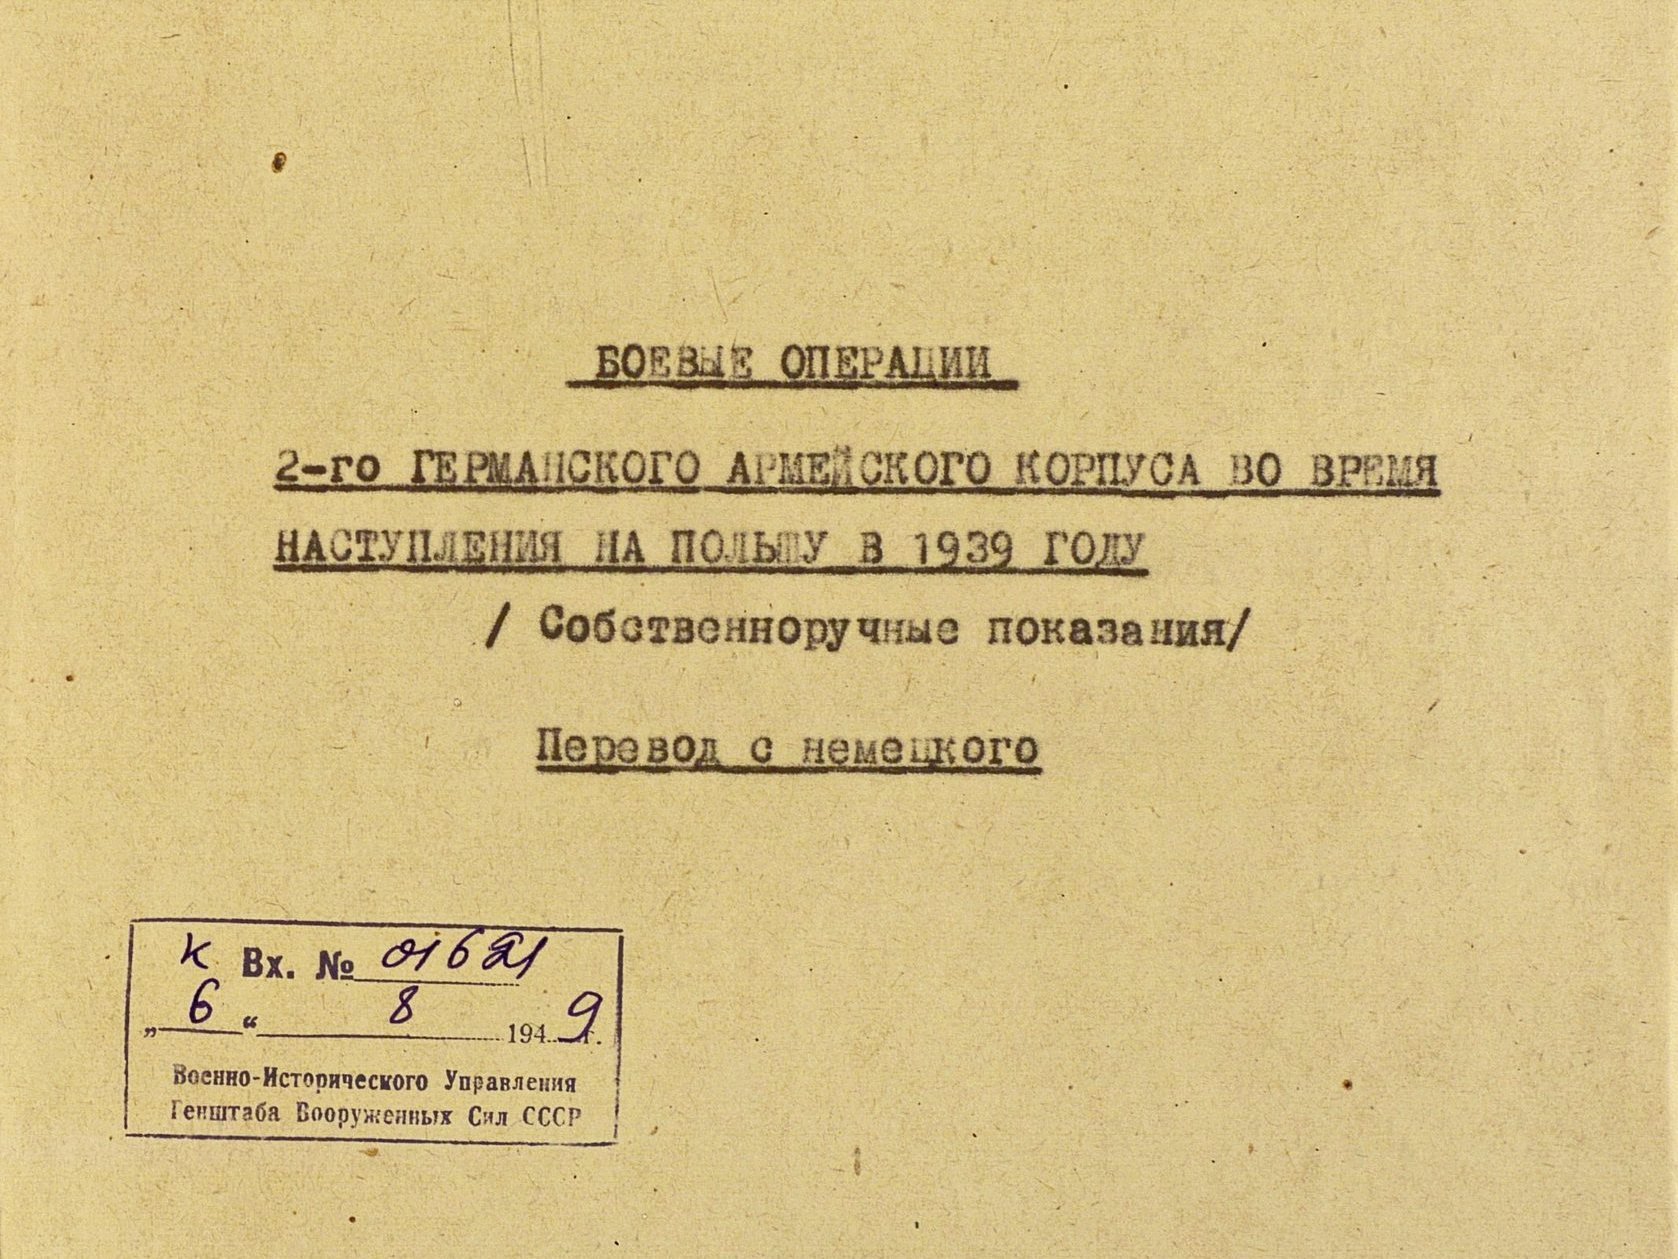 БОЕВЫЕ ОПЕРАЦИИ
2-го ГЕРМАНСКОГО АРМЕЙСКОГО КОРПУСА ВО ВРЕМЯ
НАСТУПЛЕНИЯ НА ПОЛЬШУ В 1939 ГОДУ
/ Собственноручные показания/
Перевод с немецкого
К Вх. № 01621
„ 6 “ 8 1949 г.
Военно-Исторического Управления
Генштаба Вооруженных Сил СССР